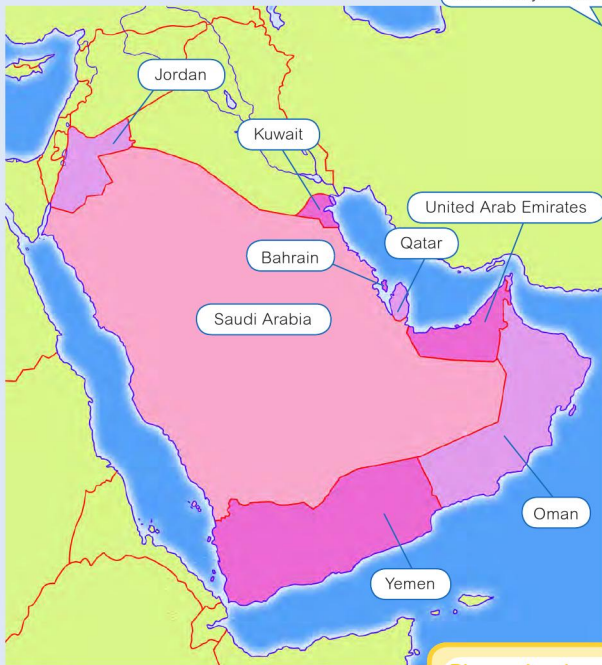 Jordan
Kuwait
United Arab Emirates
Qatar
Bahrain
Saudi Arabia
Oman
Yemen